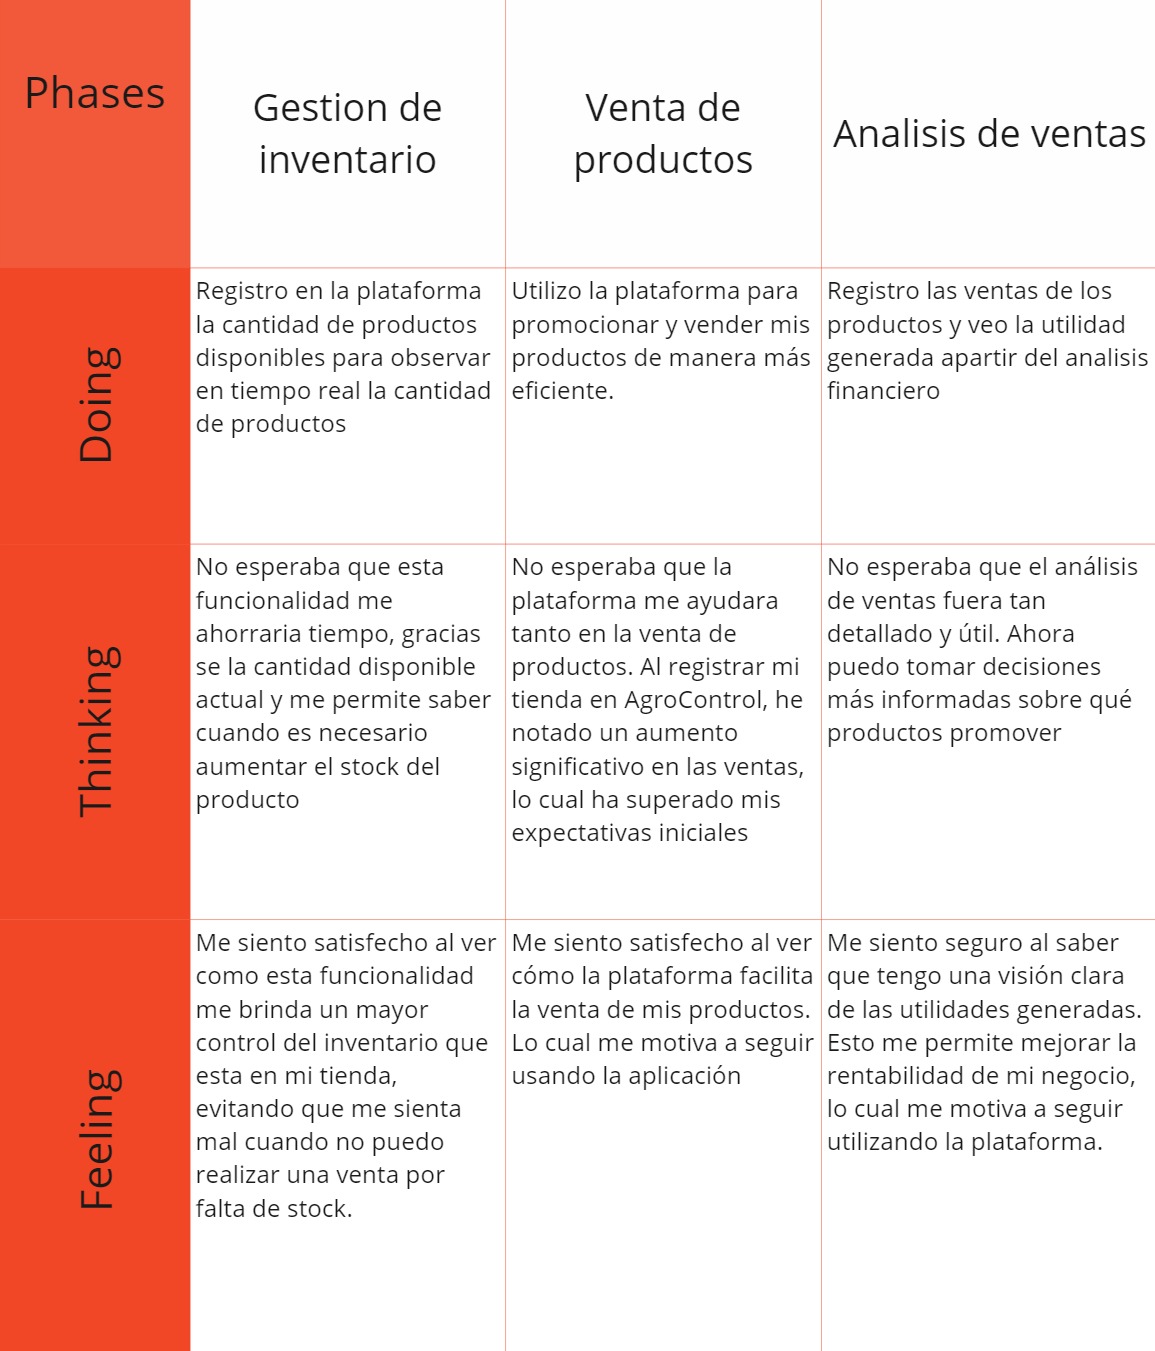 Phases
Gestion de
inventario
Venta de
productos
Analisis de ventas
Doing
Registro en la plataforma
la cantidad de productos
disponibles para observar
en tiempo real la cantidad
de productos
Utilizo la plataforma para
promocionar y vender mis
productos de manera más
eficiente.
Registro las ventas de los
productos y veo la utilidad
generada apartir del analisis
financiero
Thinking
No esperaba que esta
funcionalidad me
ahorraria tiempo, gracias
se la cantidad disponible
actual y me permite saber
cuando es necesario
aumentar el stock del
producto
No esperaba que la
plataforma me ayudara
tanto en la venta de
productos. Al registrar mi
tienda en AgroControl, he
notado un aumento
significativo en las ventas,
lo cual ha superado mis
expectativas iniciales
No esperaba que el análisis
de ventas fuera tan
detallado y útil. Ahora
puedo tomar decisiones
más informadas sobre qué
productos promover
Feeling
Me siento satisfecho al ver
como esta funcionalidad
me brinda un mayor
control del inventario que
esta en mi tienda,
evitando que me sienta
mal cuando no puedo
realizar una venta por
falta de stock.
Me siento satisfecho al ver
cómo la plataforma facilita
la venta de mis productos.
Lo cual me motiva a seguir
usando la aplicación
Me siento seguro al saber
que tengo una visión clara
de las utilidades generadas.
Esto me permite mejorar la
rentabilidad de mi negocio,
lo cual me motiva a seguir
utilizando la plataforma.